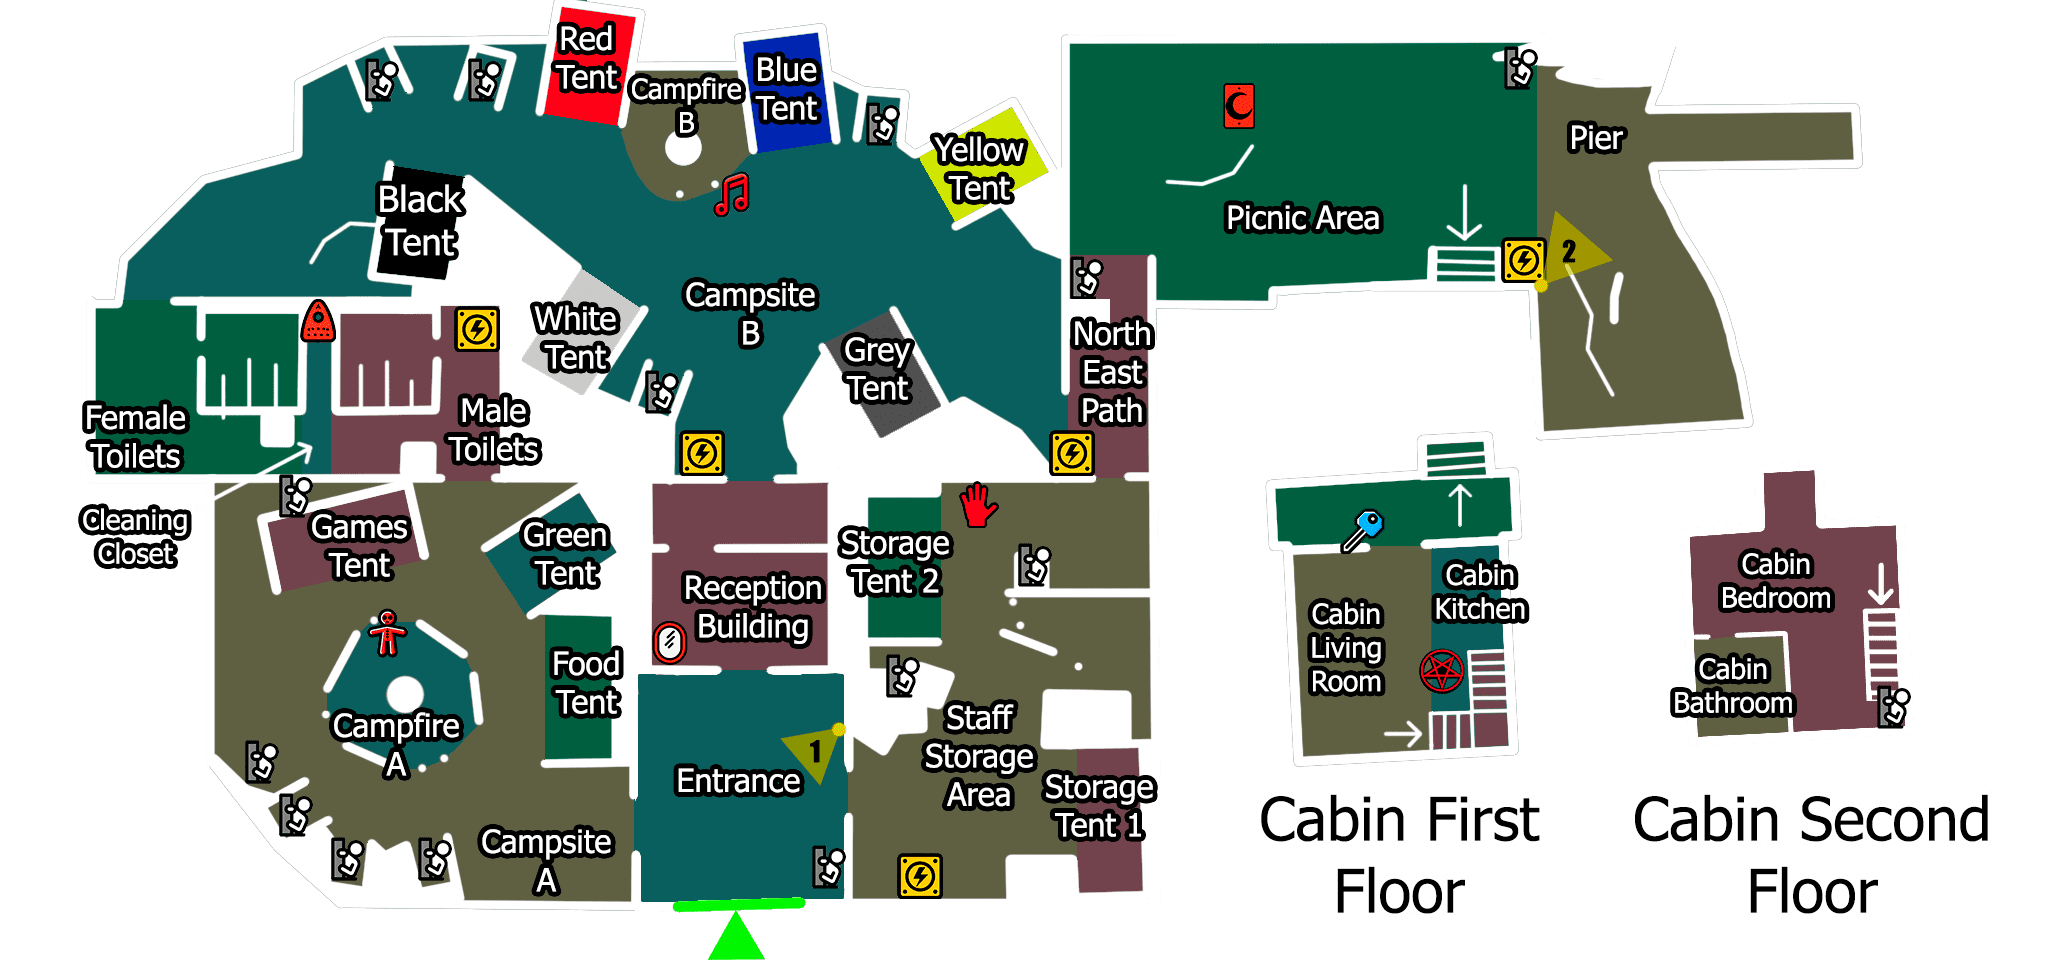 Red
Tent
Campfire
B
Blue
Tent
Yellow
Tent
Pier
Picnic Area
Black
Tent
2
White
Tent
Campsite
B
Grey
Tent
North
East
Path
Female
Toilets
Male
Toilets
Cleaning
Closet
Games
Tent
Green
Tent
Storage
Tent 2
Reception
Building
Food
Tent
Campfire
A
Entrance
1
Staff
Storage
Area
Storage
Tent 1
Campsite
A
Cabin
Kitchen
Cabin
Living
Room
Cabin
Bedroom
Cabin
Bathroom
Cabin First
Floor
Cabin Second
Floor